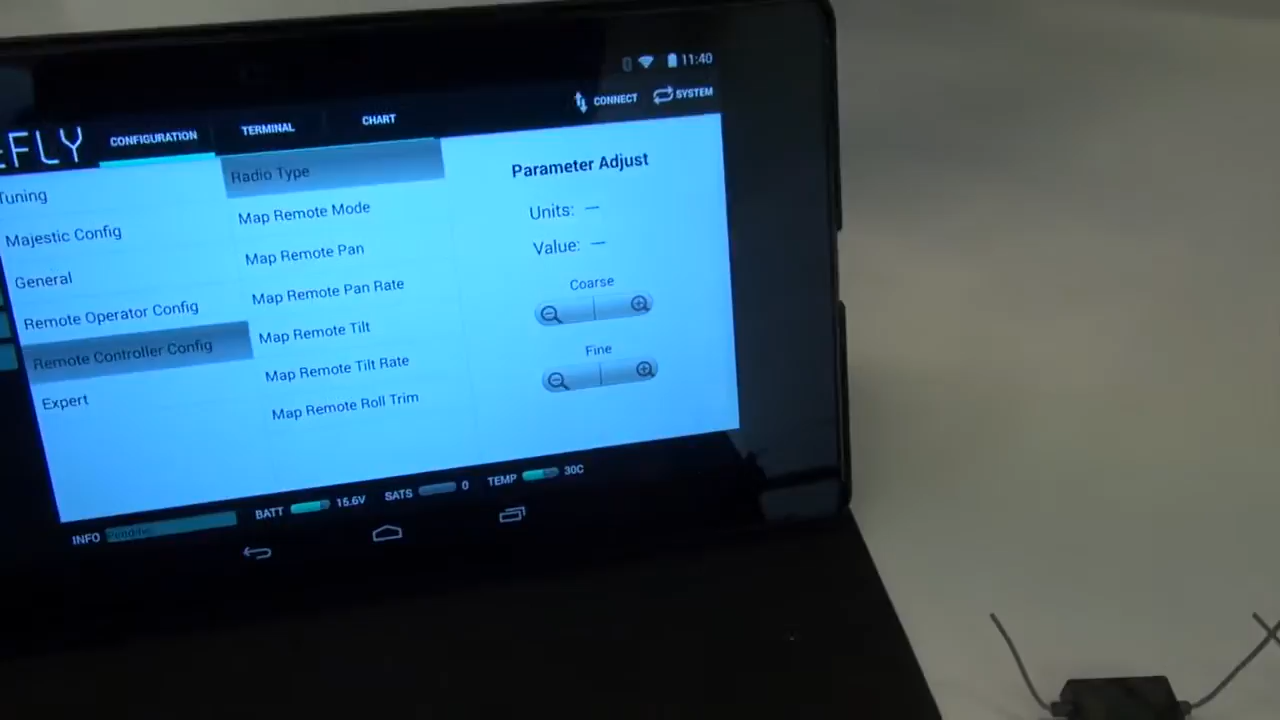 11:40
CONNECT SYSTEM
EFLY CONFIGURATION TERMINAL CHART
Tuning
Majestic Config
General
Remote Operator Config
Remote Controller Config
Expert
Radio Type
Map Remote Mode
Map Remote Pan
Map Remote Pan Rate
Map Remote Tilt
Map Remote Tilt Rate
Map Remote Roll Trim
Parameter Adjust
Units: —
Value: —
Coarse
Fine
INFO BATT 15.6V SATS 0 TEMP 30C